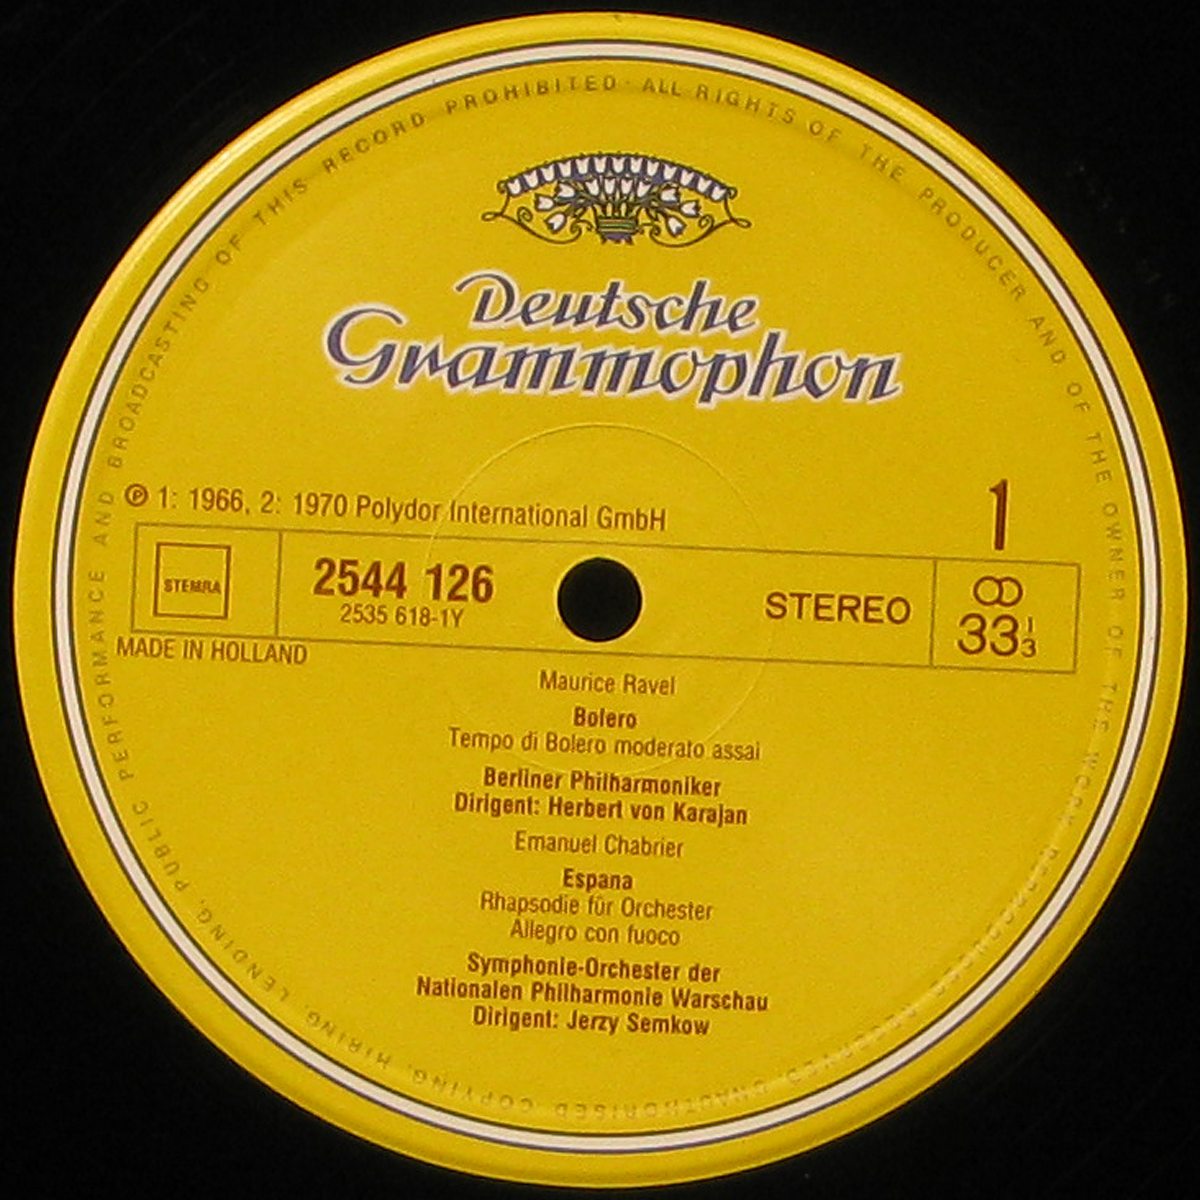 PUBLIC PERFORMANCE AND BROADCASTING OF THIS RECORD PROHIBITED · ALL RIGHTS OF THE PRODUCER AND OF THE OWNER OF THE WORK REPRODUCED RESERVED UNAUTHORISED COPYING, HIRING, LENDING,
Deutsche
Grammophon
℗ 1: 1966, 2: 1970 Polydor International GmbH
1
STEMRA
2544 126
2535 618-1Y
STEREO
33 1/3
MADE IN HOLLAND
Maurice Ravel
Bolero
Tempo di Bolero moderato assai
Berliner Philharmoniker
Dirigent: Herbert von Karajan
Emanuel Chabrier
Espana
Rhapsodie für Orchester
Allegro con fuoco
Symphonie-Orchester der
Nationalen Philharmonie Warschau
Dirigent: Jerzy Semkow